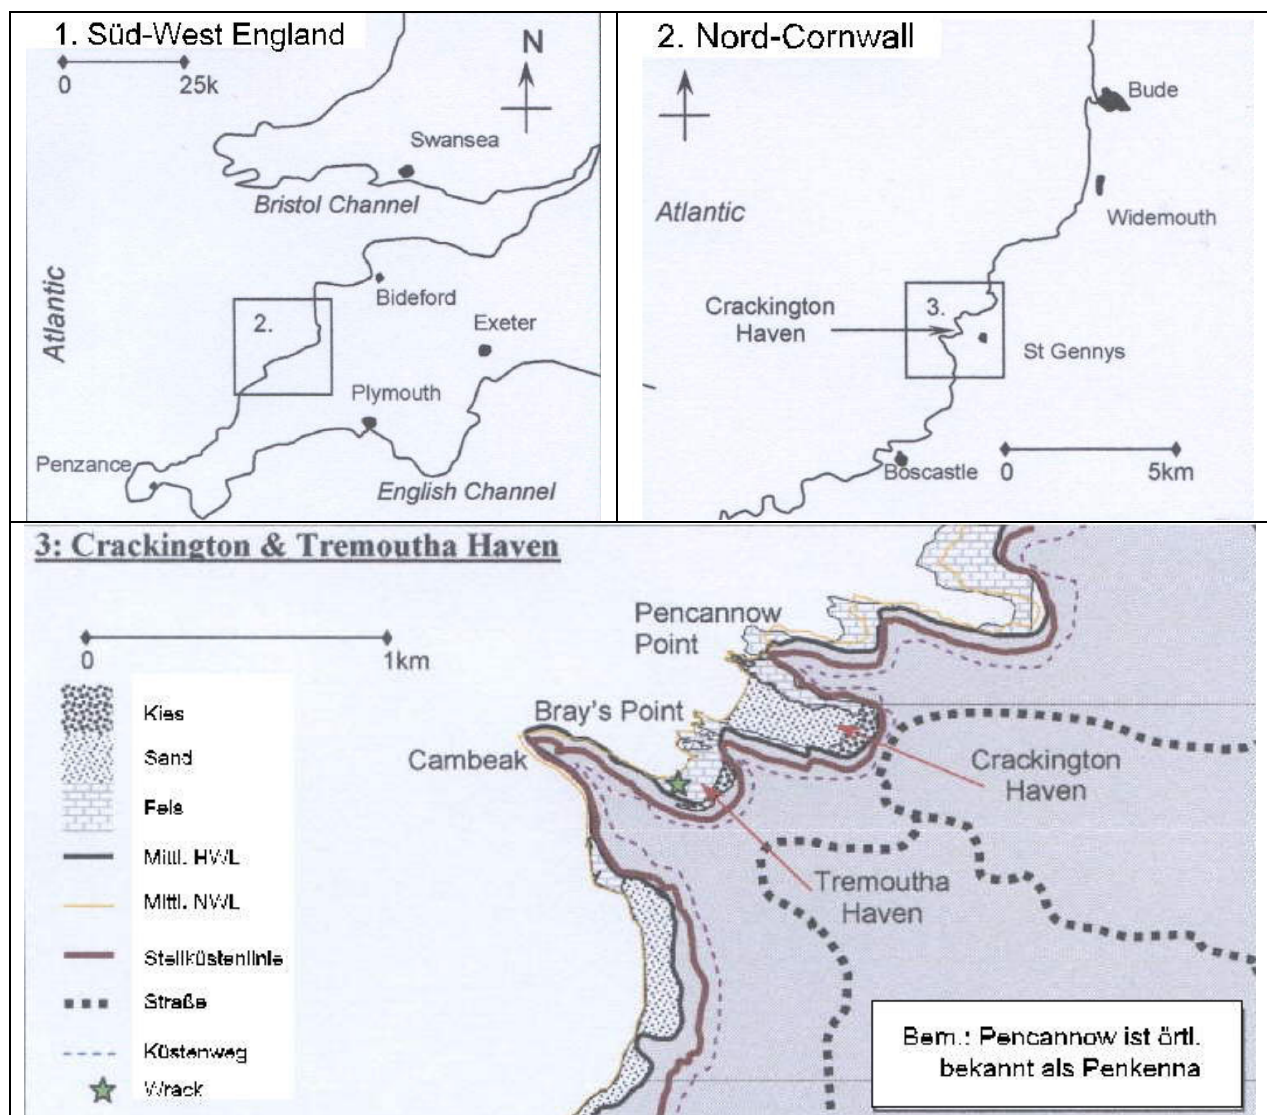 1. Süd-West England
0
25k
N
Swansea
Bristol Channel
Atlantic
Bideford
2.
Exeter
Plymouth
Penzance
English Channel
2. Nord-Cornwall
Bude
Atlantic
Widemouth
Crackington
Haven
3.
St Gennys
0
5km
Boscastle
3: Crackington & Tremoutha Haven
0
1km
Pencannow
Point
Bray's Point
Cambeak
Crackington
Haven
Tremoutha
Haven
Kies
Sand
Fels
Mittl. HWL
Mittl. NWL
Steilküstenlinie
Straße
Küstenweg
Wrack
Bem.: Pencannow ist örtl.
bekannt als Penkenna